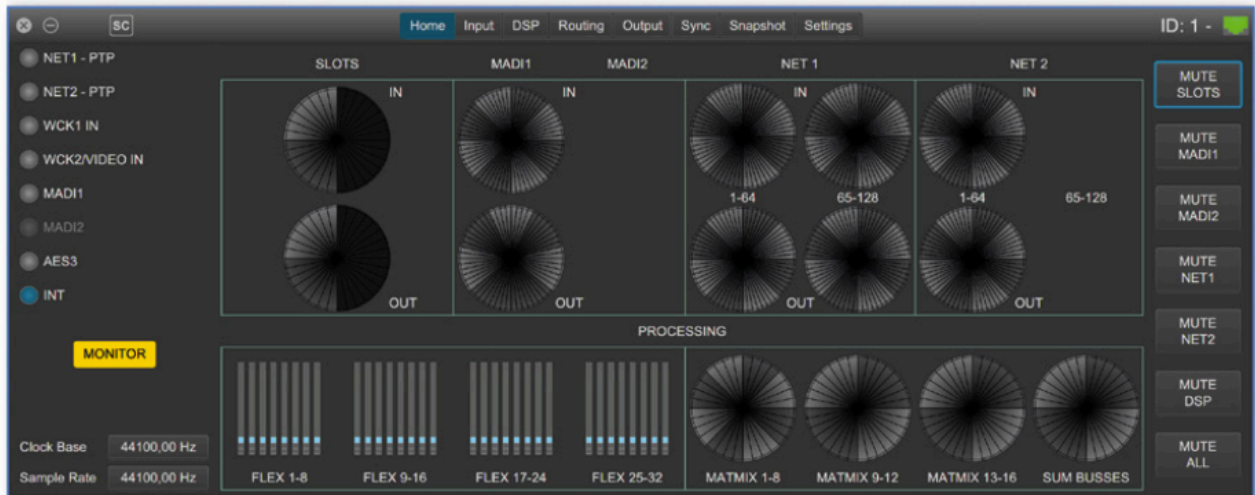 SC
Home Input DSP Routing Output Sync Snapshot Settings
ID: 1 -
NET1 - PTP
NET2 - PTP
WCK1 IN
WCK2/VIDEO IN
MADI1
MADI2
AES3
INT
MONITOR
Clock Base 44100,00 Hz
Sample Rate 44100,00 Hz
SLOTS MADI1 MADI2 NET 1 NET 2
IN IN IN IN
1-64 65-128 1-64 65-128
OUT OUT OUT OUT
PROCESSING
FLEX 1-8 FLEX 9-16 FLEX 17-24 FLEX 25-32 MATMIX 1-8 MATMIX 9-12 MATMIX 13-16 SUM BUSSES
MUTE
SLOTS
MUTE
MADI1
MUTE
MADI2
MUTE
NET1
MUTE
NET2
MUTE
DSP
MUTE
ALL